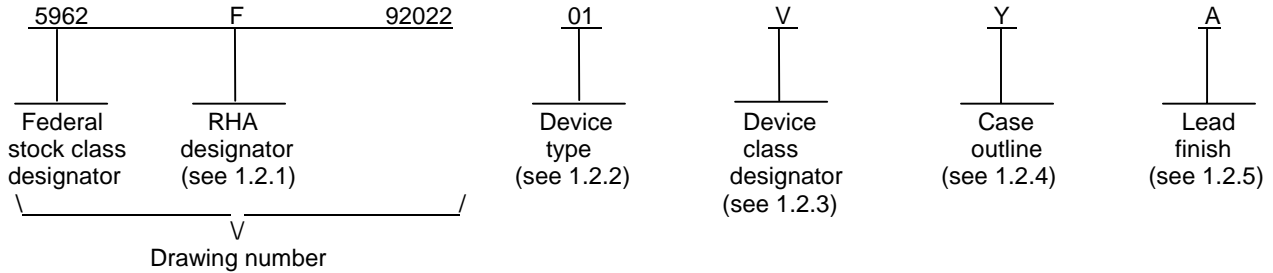 5962 F 92022 01 V Y A
Federal RHA Device Device Case Lead
stock class designator type class outline finish
designator (see 1.2.1) (see 1.2.2) designator (see 1.2.4) (see 1.2.5)
(see 1.2.3)
Drawing number